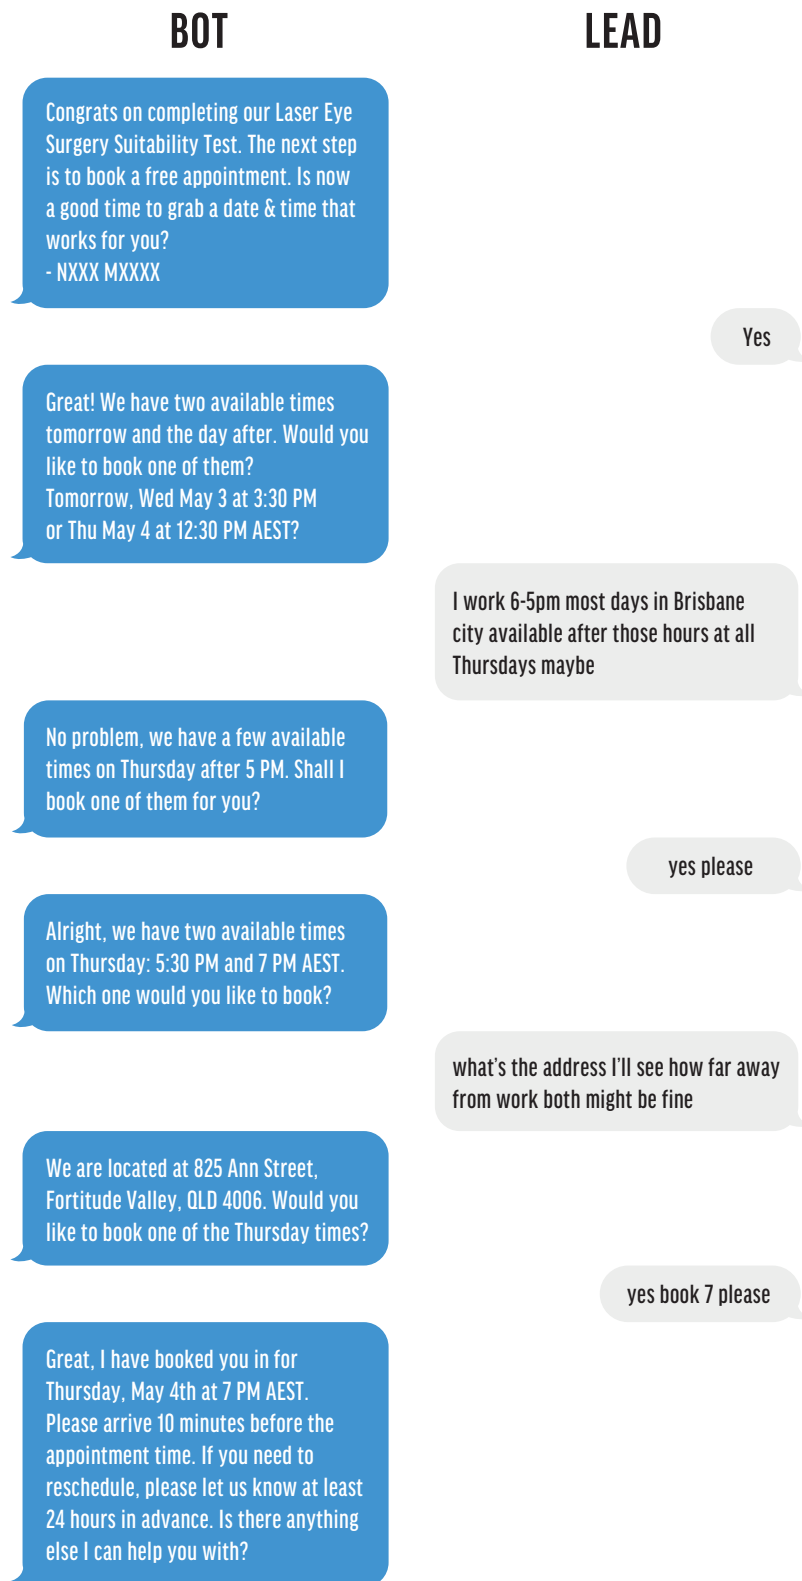 BOT
LEAD
Congrats on completing our Laser Eye
Surgery Suitability Test. The next step
is to book a free appointment. Is now
a good time to grab a date & time that
works for you?
- NXXX MXXXX
Yes
Great! We have two available times
tomorrow and the day after. Would you
like to book one of them?
Tomorrow, Wed May 3 at 3:30 PM
or Thu May 4 at 12:30 PM AEST?
I work 6-5pm most days in Brisbane
city available after those hours at all
Thursdays maybe
No problem, we have a few available
times on Thursday after 5 PM. Shall I
book one of them for you?
yes please
Alright, we have two available times
on Thursday: 5:30 PM and 7 PM AEST.
Which one would you like to book?
what's the address I'll see how far away
from work both might be fine
We are located at 825 Ann Street,
Fortitude Valley, QLD 4006. Would you
like to book one of the Thursday times?
yes book 7 please
Great, I have booked you in for
Thursday, May 4th at 7 PM AEST.
Please arrive 10 minutes before the
appointment time. If you need to
reschedule, please let us know at least
24 hours in advance. Is there anything
else I can help you with?